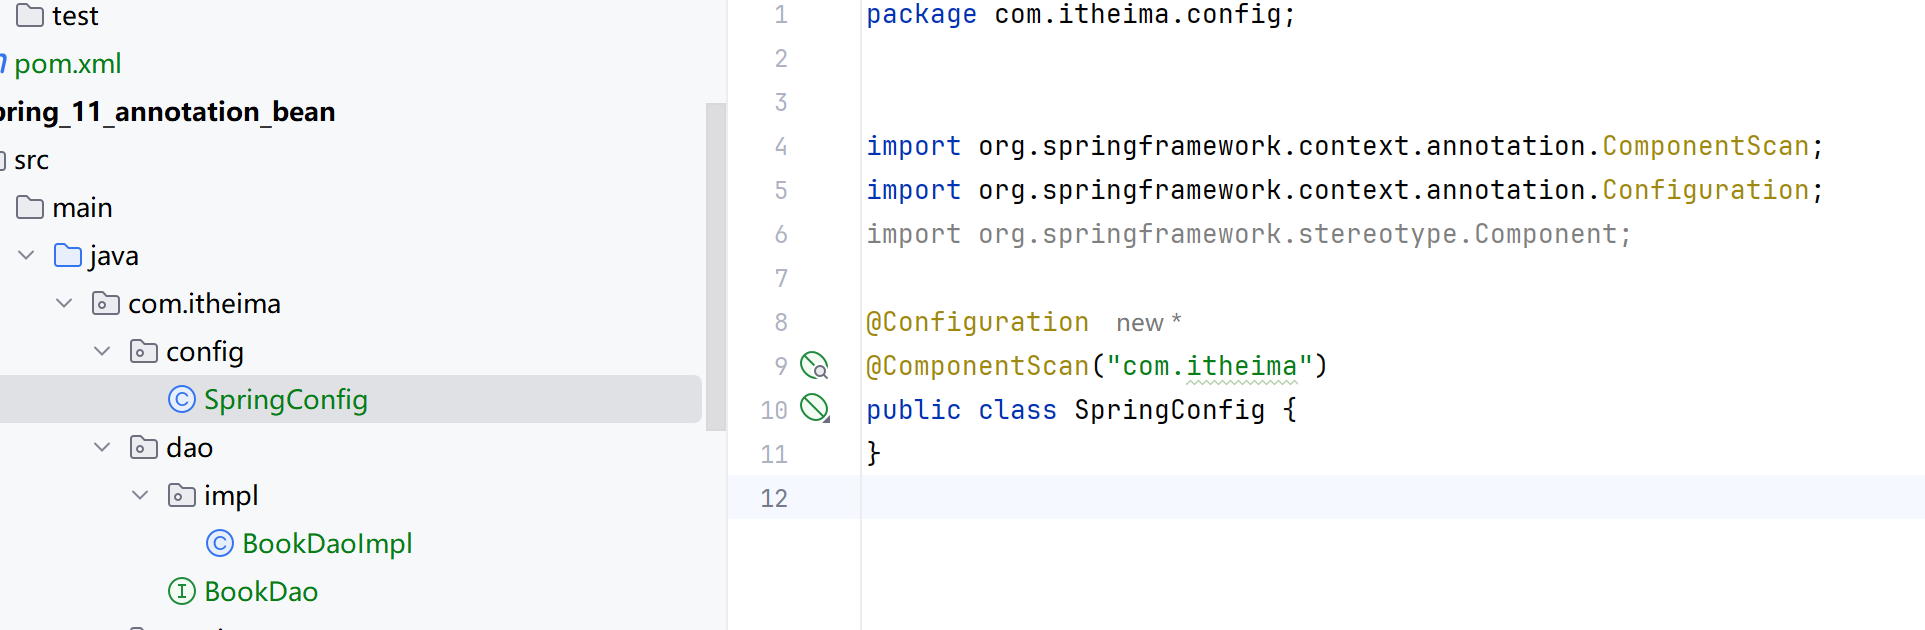 test
pom.xml
pring_11_annotation_bean
src
main
java
com.itheima
config
SpringConfig
dao
impl
BookDaoImpl
BookDao
1 package com.itheima.config;
2
3
4 import org.springframework.context.annotation.ComponentScan;
5 import org.springframework.context.annotation.Configuration;
6 import org.springframework.stereotype.Component;
7
8 @Configuration new *
9 @ComponentScan("com.itheima")
10 public class SpringConfig {
11 }
12